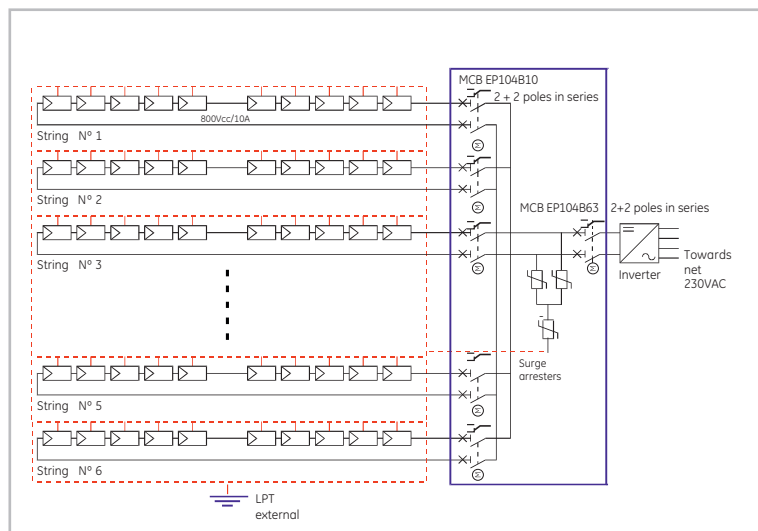 MCB EP104B10
2 + 2 poles in series
800Vcc/10A
String Nº 1
String Nº 2
MCB EP104B63 2+2 poles in series
String Nº 3
Inverter
Towards
net
230VAC
Surge
arresters
String Nº 5
String Nº 6
LPT
external
M
M
M
M
M
M